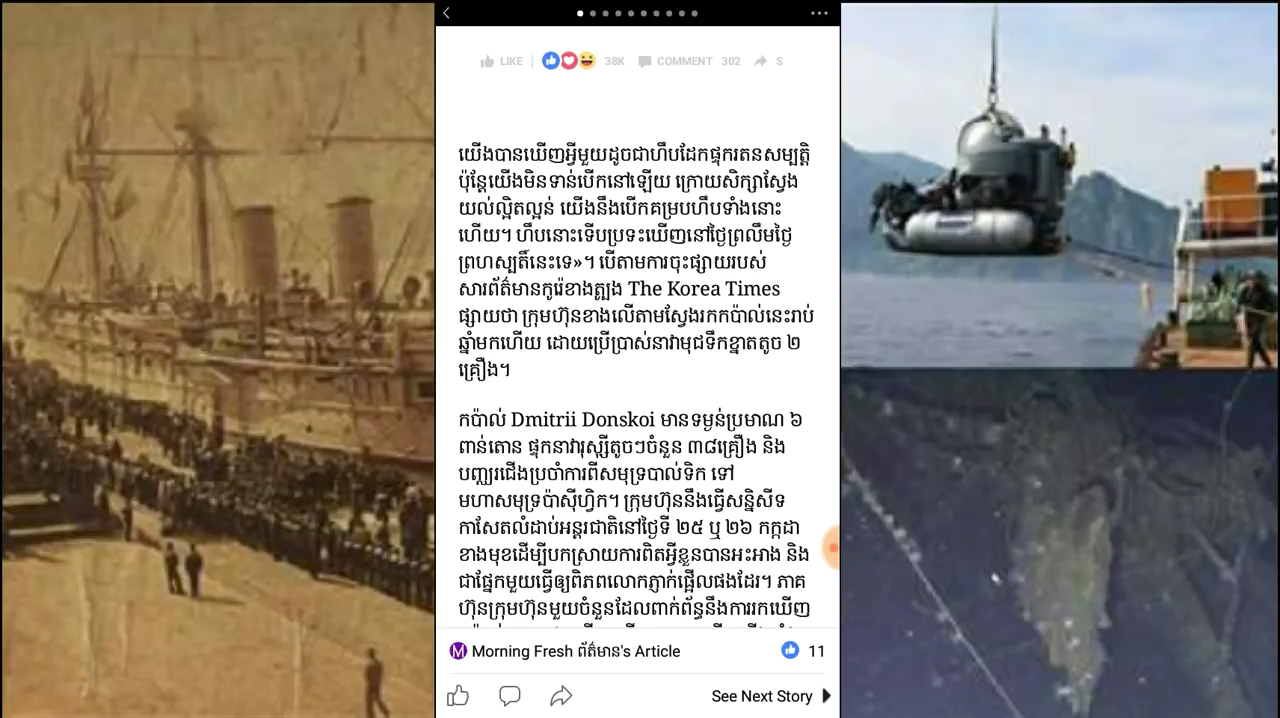 LIKE 38K COMMENT 302 S
យើងបានឃើញអ្វីមួយដូចជាហឹបដែកផ្ទុករតនសម្បត្តិ
ប៉ុន្តែយើងមិនទាន់បើកនៅឡើយ ក្រោយសិក្សាស្វែង
យល់ល្អិតល្អន់ យើងនឹងបើកគម្របហឹបទាំងនោះ
ហើយ។ ហឹបនោះទើបប្រទះឃើញនៅថ្ងៃព្រលឹមថ្ងៃ
ព្រហស្បតិ៍នេះទេ»។ បើតាមការចុះផ្សាយរបស់
សារព័ត៌មានកូរ៉េខាងត្បូង The Korea Times
ផ្សាយថា ក្រុមហ៊ុនខាងលើតាមស្វែងរកកប៉ាល់នេះរាប់
ឆ្នាំមកហើយ ដោយប្រើប្រាស់នាវាមុជទឹកខ្នាតតូច ២
គ្រឿង។
កប៉ាល់ Dmitrii Donskoi មានទម្ងន់ប្រមាណ ៦
ពាន់តោន ផ្ទុកនាវារុស្ស៊ីតូចៗចំនួន ៣៨គ្រឿង និង
បញ្ឈរជើងប្រចាំការពីសមុទ្របាល់ទិក ទៅ
មហាសមុទ្រប៉ាស៊ីហ្វិក។ ក្រុមហ៊ុននឹងធ្វើសន្និសីទ
កាសែតលំដាប់អន្តរជាតិនៅថ្ងៃទី ២៥ ឬ ២៦ កក្កដា
ខាងមុខដើម្បីបកស្រាយការពិតអ្វីខ្លួនបានអះអាង និង
ជាផ្នែកមួយធ្វើឲ្យពិភពលោកភ្ញាក់ផ្អើលផងដែរ។ ភាគ
ហ៊ុនក្រុមហ៊ុនមួយចំនួនដែលពាក់ព័ន្ធនឹងការរកឃើញ
M Morning Fresh ព័ត៌មាន's Article 11
See Next Story